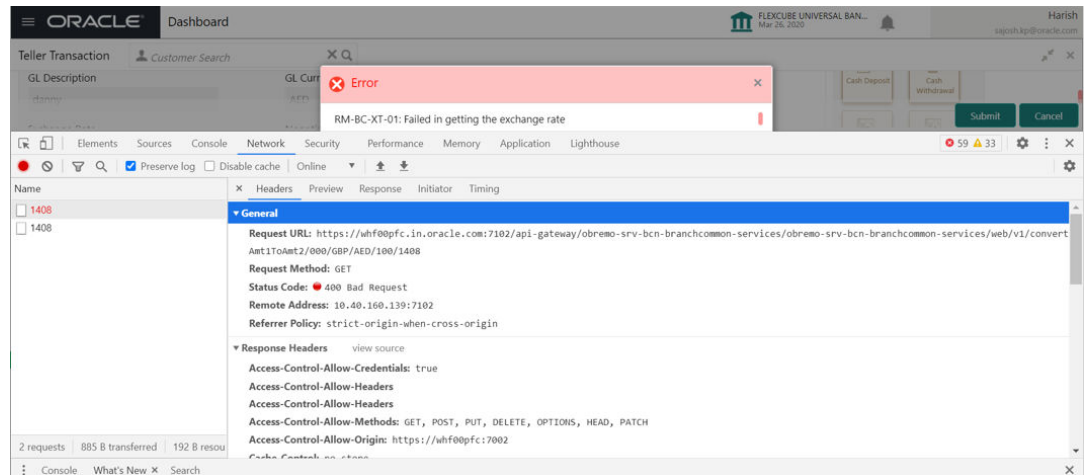 ORACLE Dashboard FLEXCUBE UNIVERSAL BAN... Harish
Mar 26, 2020 sajosh.kp@oracle.com
Teller Transaction Customer Search
GL Description GL Curr Cash Deposit Cash Withdrawal
danny AED
Error
RM-BC-XT-01: Failed in getting the exchange rate
Submit Cancel
Elements Sources Console Network Security Performance Memory Application Lighthouse 59 33
Preserve log Disable cache Online
Name Headers Preview Response Initiator Timing
1408
1408
General
Request URL: https://whf00pfc.in.oracle.com:7102/api-gateway/obremo-srv-bcn-branchcommon-services/obremo-srv-bcn-branchcommon-services/web/v1/convert
Amt1ToAmt2/000/GBP/AED/100/1408
Request Method: GET
Status Code: 400 Bad Request
Remote Address: 10.40.160.139:7102
Referrer Policy: strict-origin-when-cross-origin
Response Headers view source
Access-Control-Allow-Credentials: true
Access-Control-Allow-Headers
Access-Control-Allow-Headers
Access-Control-Allow-Methods: GET, POST, PUT, DELETE, OPTIONS, HEAD, PATCH
Access-Control-Allow-Origin: https://whf00pfc:7002
2 requests 885 B transferred 192 B resou
Console What's New Search